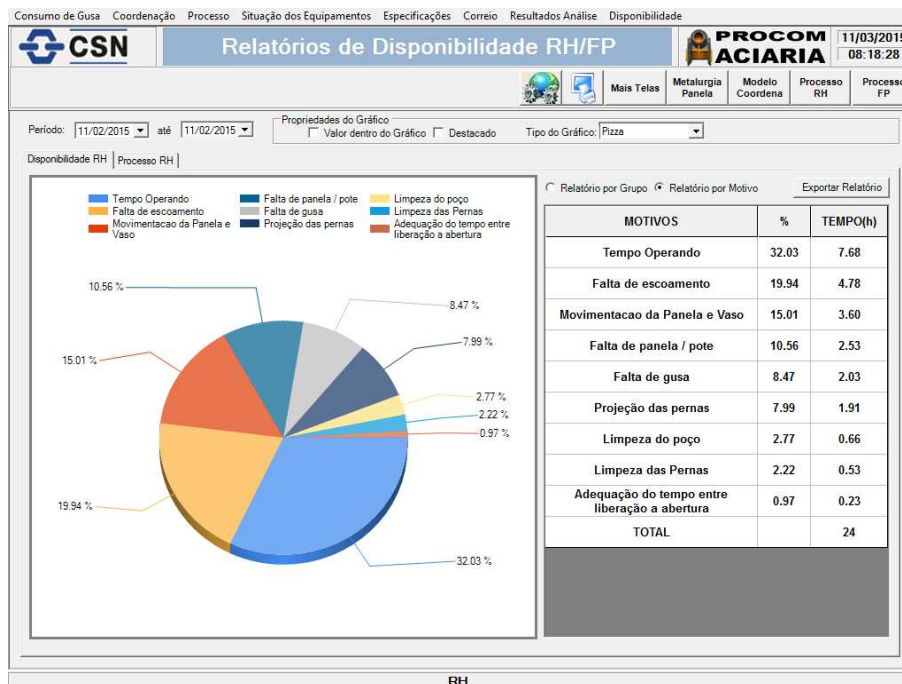 Consumo de Gusa Coordenação Processo Situação dos Equipamentos Especificações Correio Resultados Análise Disponibilidade
CSN
Relatórios de Disponibilidade RH/FP
PROCOM
ACIARIA
11/03/2015
08:18:28
Mais Telas
Metalurgia
Panela
Modelo
Coordena
Processo
RH
Processo
FP
Período: 11/02/2015 até 11/02/2015
Propriedades do Gráfico
Valor dentro do Gráfico Destacado
Tipo do Gráfico: Pizza
Disponibilidade RH Processo RH
Tempo Operando
Falta de escoamento
Movimentacao da Panela e
Vaso
Falta de panela / pote
Falta de gusa
Projeção das pernas
Limpeza do poço
Limpeza das Pernas
Adequação do tempo entre
liberação a abertura
10.56 %
8.47 %
7.99 %
15.01 %
2.77 %
2.22 %
0.97 %
19.94 %
32.03 %
Relatório por Grupo Relatório por Motivo Exportar Relatório
MOTIVOS % TEMPO(h)
Tempo Operando 32.03 7.68
Falta de escoamento 19.94 4.78
Movimentacao da Panela e Vaso 15.01 3.60
Falta de panela / pote 10.56 2.53
Falta de gusa 8.47 2.03
Projeção das pernas 7.99 1.91
Limpeza do poço 2.77 0.66
Limpeza das Pernas 2.22 0.53
Adequação do tempo entre
liberação a abertura 0.97 0.23
TOTAL 24
RH